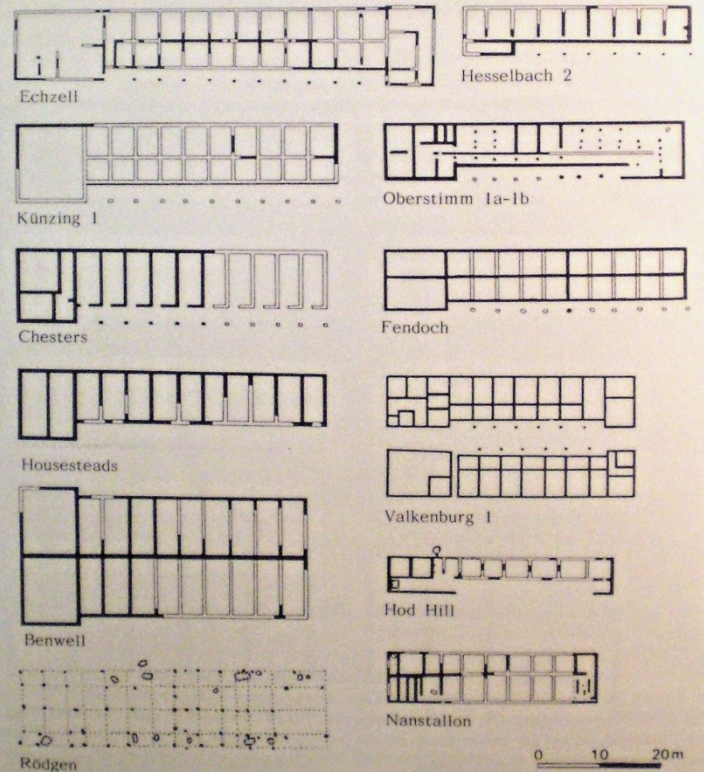 Echzell
Hesselbach 2
Künzing 1
Oberstimm 1a-1b
Chesters
Fendoch
Housesteads
Valkenburg 1
Benwell
Hod Hill
Nanstallon
Rödgen
0 10 20m